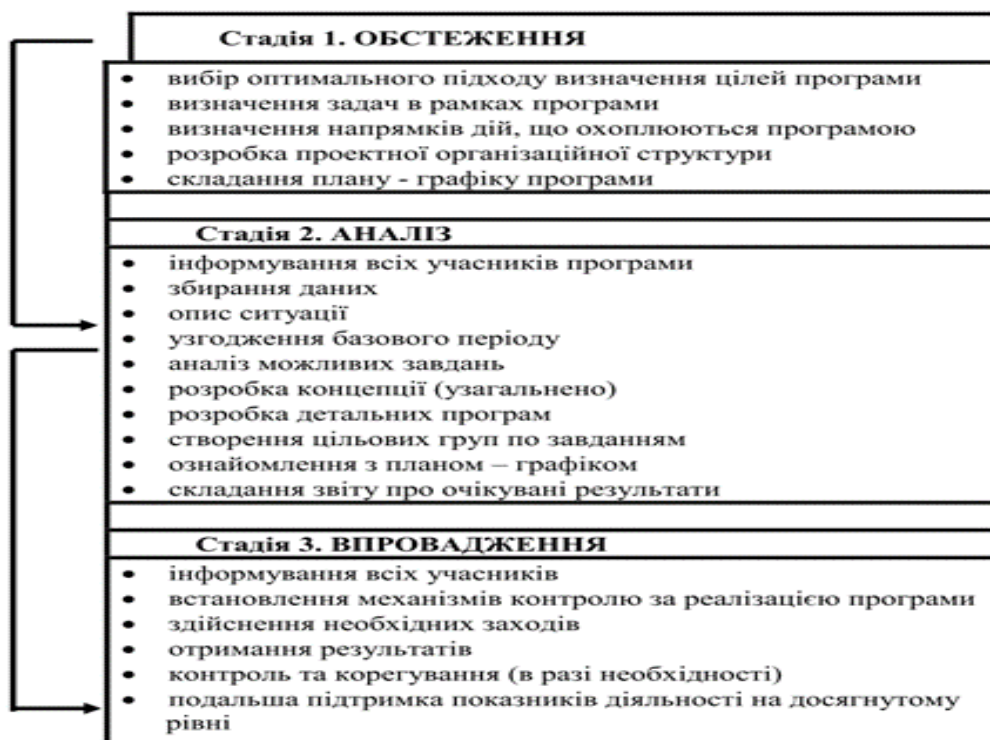 Стадія 1. ОБСТЕЖЕННЯ
• вибір оптимального підходу визначення цілей програми
• визначення задач в рамках програми
• визначення напрямків дій, що охоплюються програмою
• розробка проектної організаційної структури
• складання плану - графіку програми
Стадія 2. АНАЛІЗ
• інформування всіх учасників програми
• збирання даних
• опис ситуації
• узгодження базового періоду
• аналіз можливих завдань
• розробка концепції (узагальнено)
• розробка детальних програм
• створення цільових груп по завданням
• ознайомлення з планом – графіком
• складання звіту про очікувані результати
Стадія 3. ВПРОВАДЖЕННЯ
• інформування всіх учасників
• встановлення механізмів контролю за реалізацією програми
• здійснення необхідних заходів
• отримання результатів
• контроль та корегування (в разі необхідності)
• подальша підтримка показників діяльності на досягнутому
рівні